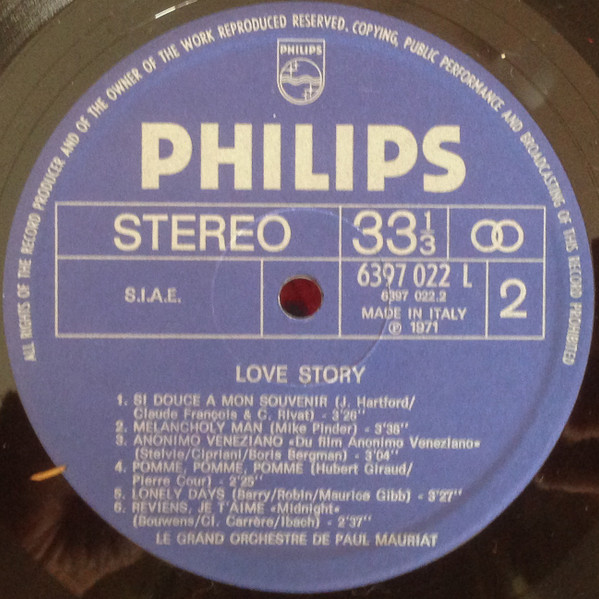 ALL RIGHTS OF THE RECORD PRODUCER AND OF THE OWNER OF THE WORK REPRODUCED RESERVED. COPYING, PUBLIC PERFORMANCE AND BROADCASTING OF THIS RECORD PROHIBITED
PHILIPS
PHILIPS
STEREO 33 1/3
S.I.A.E. 6397 022 L 2
6397 022.2
MADE IN ITALY
℗ 1971
LOVE STORY
1. SI DOUCE A MON SOUVENIR (J. Hartford/
Claude François & C. Rivat) - 3'26''
2. MELANCHOLY MAN (Mike Pinder) - 3'38''
3. ANONIMO VENEZIANO «Du film Anonimo Veneziano»
(Stelvie/Cipriani/Boris Bergman) - 3'04''
4. POMME, POMME, POMME (Hubert Giraud/
Pierre Cour) - 2'25''
5. LONELY DAYS (Barry/Robin/Maurice Gibb) - 3'27''
6. REVIENS, JE T'AIME «Midnight»
(Bouwens/Cl. Carrère/Ibach) - 2'37''
LE GRAND ORCHESTRE DE PAUL MAURIAT